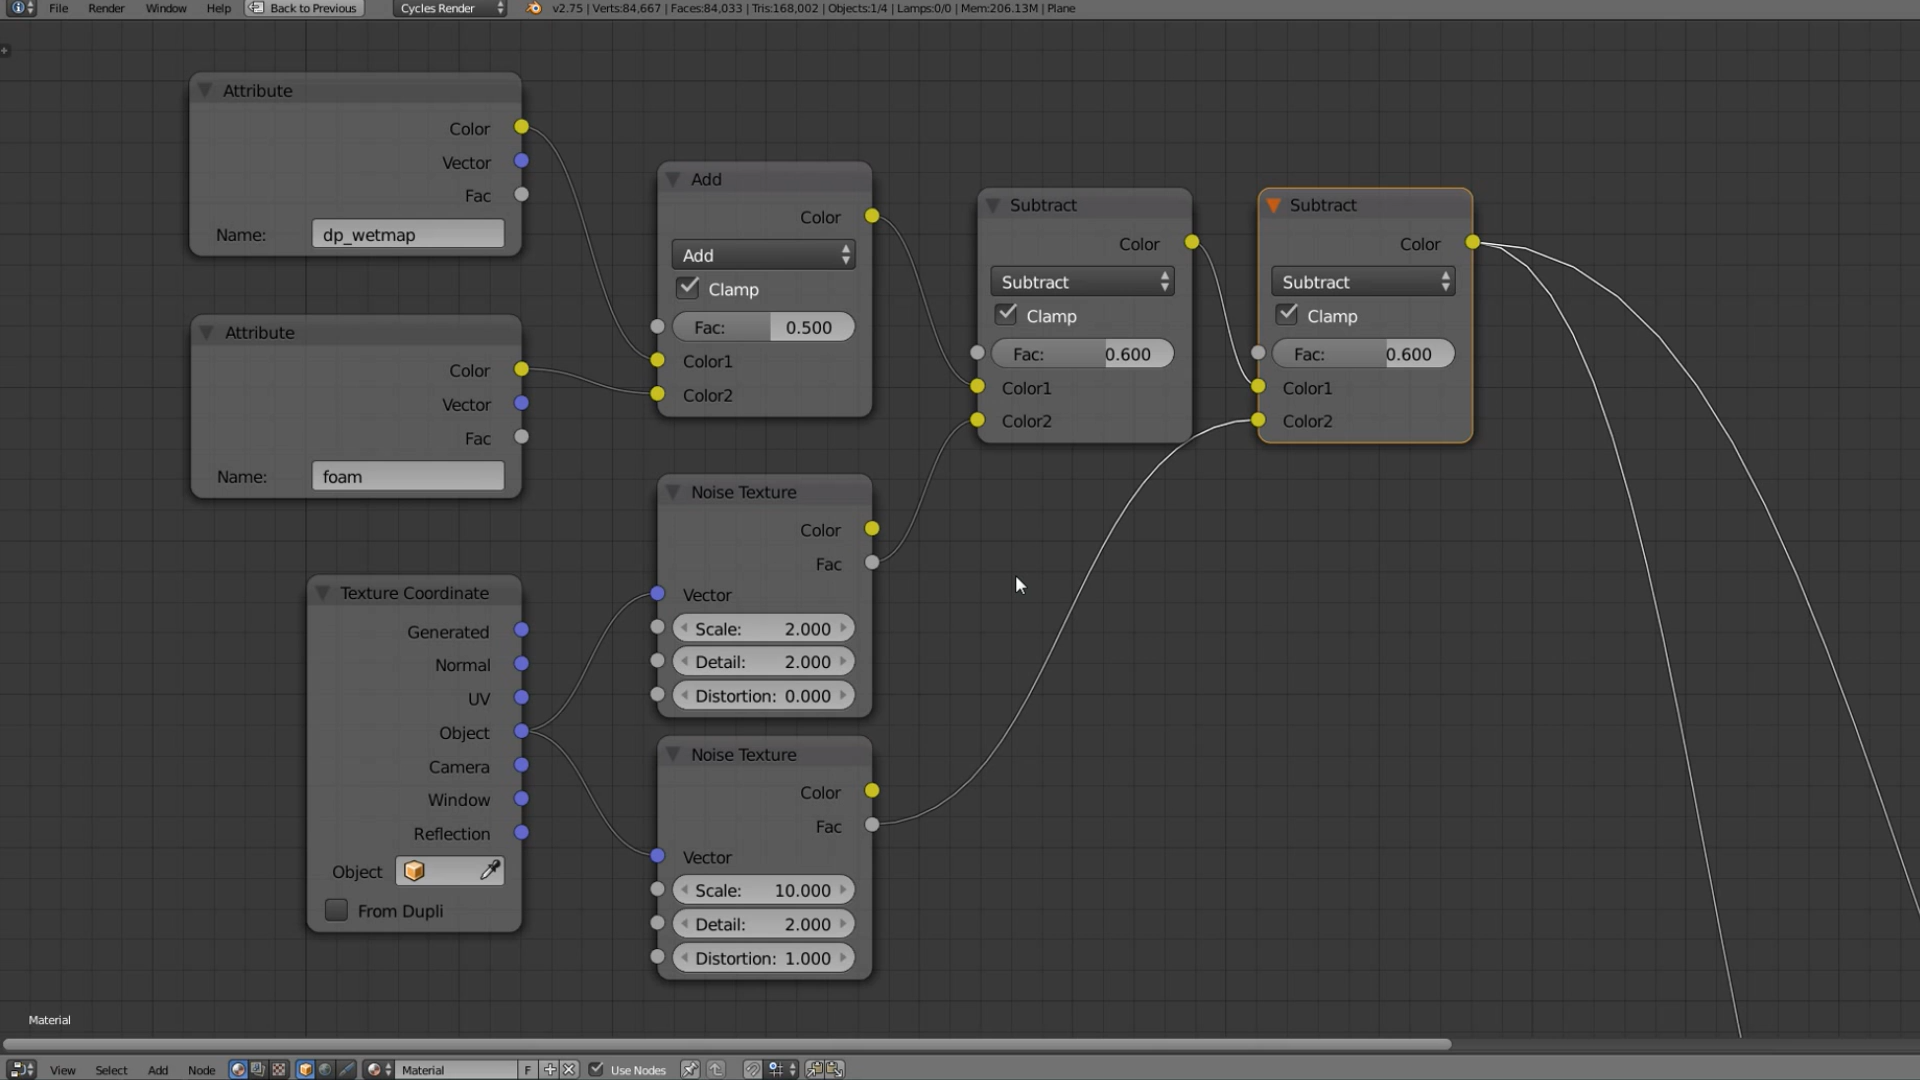 File Render Window Help Back to Previous Cycles Render v2.75 | Verts:84,667 | Faces:84,033 | Tris:168,002 | Objects:1/4 | Lamps:0/0 | Mem:206.13M | Plane
Attribute
Color
Vector
Fac
Name: dp_wetmap
Attribute
Color
Vector
Fac
Name: foam
Texture Coordinate
Generated
Normal
UV
Object
Camera
Window
Reflection
Object
From Dupli
Add
Color
Add
Clamp
Fac: 0.500
Color1
Color2
Noise Texture
Color
Fac
Vector
Scale: 2.000
Detail: 2.000
Distortion: 0.000
Noise Texture
Color
Fac
Vector
Scale: 10.000
Detail: 2.000
Distortion: 1.000
Subtract
Color
Subtract
Clamp
Fac: 0.600
Color1
Color2
Subtract
Color
Subtract
Clamp
Fac: 0.600
Color1
Color2
Material
View Select Add Node Material F Use Nodes